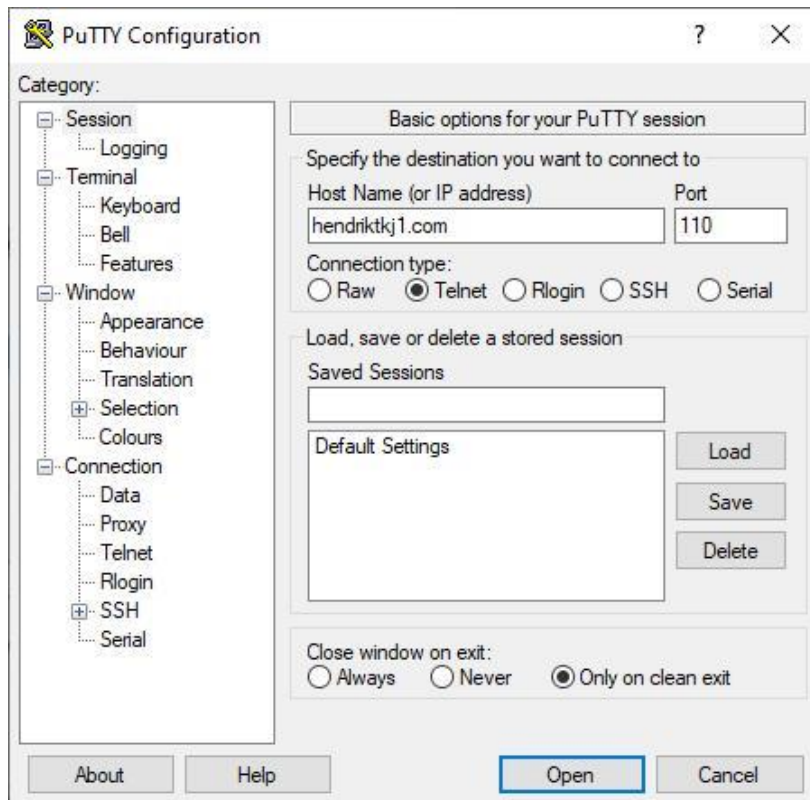 PuTTY Configuration
?
Category:
Session
Logging
Terminal
Keyboard
Bell
Features
Window
Appearance
Behaviour
Translation
Selection
Colours
Connection
Data
Proxy
Telnet
Rlogin
SSH
Serial
Basic options for your PuTTY session
Specify the destination you want to connect to
Host Name (or IP address) Port
hendriktkj1.com 110
Connection type:
Raw Telnet Rlogin SSH Serial
Load, save or delete a stored session
Saved Sessions
Default Settings
Load
Save
Delete
Close window on exit:
Always Never Only on clean exit
About Help Open Cancel